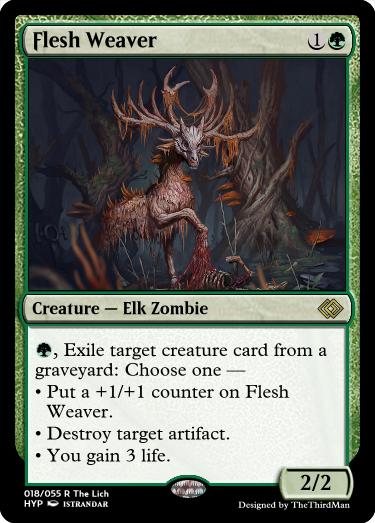 Flesh Weaver 1
Creature — Elk Zombie
, Exile target creature card from a
graveyard: Choose one —
• Put a +1/+1 counter on Flesh
Weaver.
• Destroy target artifact.
• You gain 3 life.
2/2
018/055 R The Lich
HYP ISTRANDAR
Designed by TheThirdMan